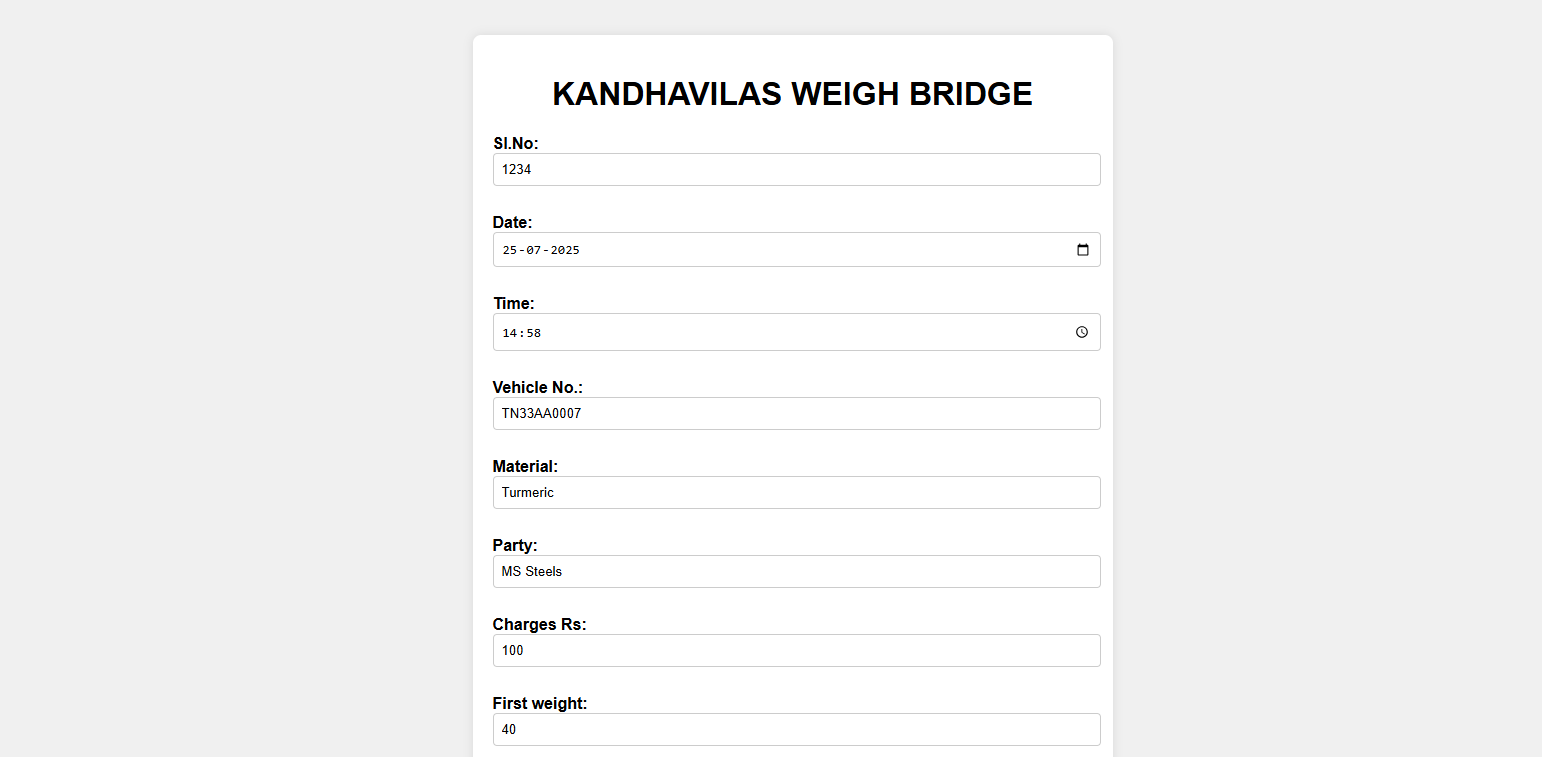 KANDHAVILAS WEIGH BRIDGE
Sl.No:
1234
Date:
25-07-2025
Time:
14:58
Vehicle No.:
TN33AA0007
Material:
Turmeric
Party:
MS Steels
Charges Rs:
100
First weight:
40